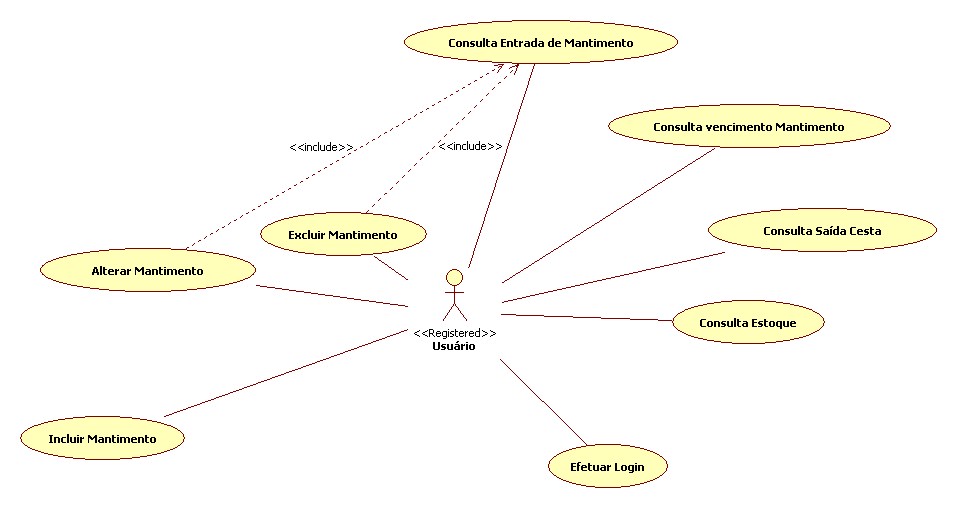 Consulta Entrada de Mantimento
Consulta vencimento Mantimento
<<include>>
<<include>>
Excluir Mantimento
Consulta Saída Cesta
Alterar Mantimento
Consulta Estoque
<<Registered>>
Usuário
Incluir Mantimento
Efetuar Login